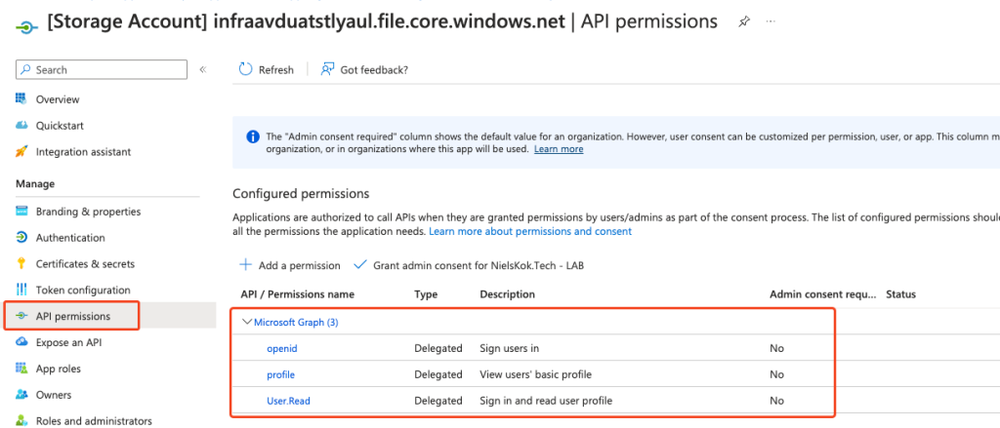 [Storage Account] infraavduatstlyaul.file.core.windows.net | API permissions
Search
Refresh
Got feedback?
Overview
Quickstart
Integration assistant
The "Admin consent required" column shows the default value for an organization. However, user consent can be customized per permission, user, or app. This column m
organization, or in organizations where this app will be used. Learn more
Manage
Branding & properties
Authentication
Certificates & secrets
Token configuration
API permissions
Expose an API
App roles
Owners
Roles and administrators
Configured permissions
Applications are authorized to call APIs when they are granted permissions by users/admins as part of the consent process. The list of configured permissions shoul
all the permissions the application needs. Learn more about permissions and consent
Add a permission
Grant admin consent for NielsKok.Tech - LAB
API / Permissions name Type Description Admin consent requ... Status
Microsoft Graph (3)
openid Delegated Sign users in No
profile Delegated View users' basic profile No
User.Read Delegated Sign in and read user profile No